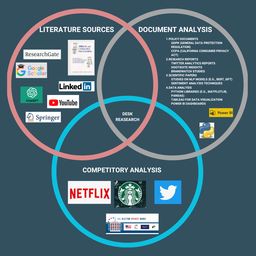 LITERATURE SOURCES
DOCUMENT ANALYSIS
ResearchGate
Google
Scholar
LinkedIn
YouTube
Springer
1 POLICY DOCUMENTS
GDPR (GENERAL DATA PROTECTION
REGULATION)
CCPA (CALIFORNIA CONSUMER PRIVACY
ACT)
2 RESEARCH REPORTS
TWITTER ANALYTICS REPORTS
HOOTSUITE INSIGHTS
BRANDWATCH STUDIES
3 SCIENTIFIC PAPERS
STUDIES ON NLP MODELS (E.G., BERT, GPT)
SENTIMENT ANALYSIS TECHNIQUES
4 DATA ANALYSIS
PYTHON LIBRARIES (E.G., MATPLOTLIB,
PANDAS)
TABLEAU FOR DATA VISUALIZATION
POWER BI DASHBOARDS
Power BI
DESK
REASEARCH
COMPETITORY ANALYSIS
NETFLIX